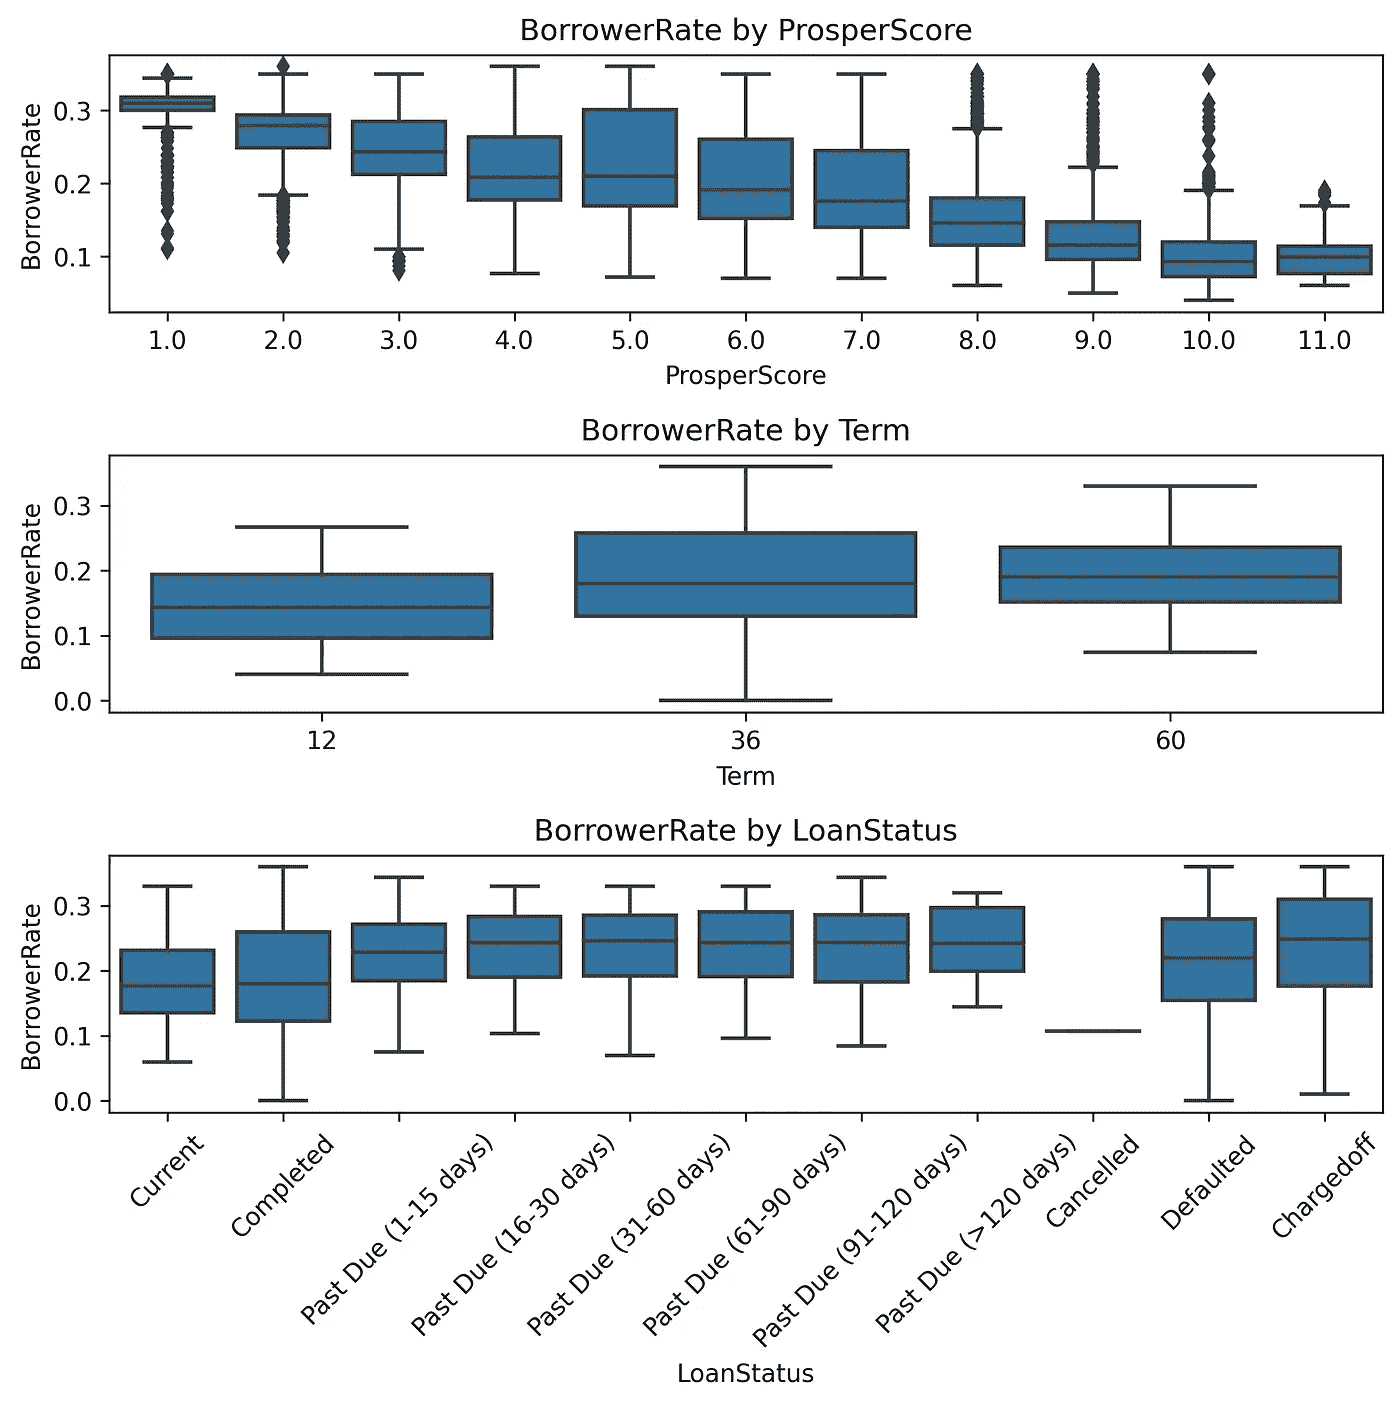 BorrowerRate by ProsperScore
BorrowerRate
0.3
0.2
0.1
1.0 2.0 3.0 4.0 5.0 6.0 7.0 8.0 9.0 10.0 11.0
ProsperScore
BorrowerRate by Term
BorrowerRate
0.3
0.2
0.1
0.0
12 36 60
Term
BorrowerRate by LoanStatus
BorrowerRate
0.3
0.2
0.1
0.0
Current
Completed
Past Due (1-15 days)
Past Due (16-30 days)
Past Due (31-60 days)
Past Due (61-90 days)
Past Due (91-120 days)
Past Due (>120 days)
Cancelled
Defaulted
Chargedoff
LoanStatus